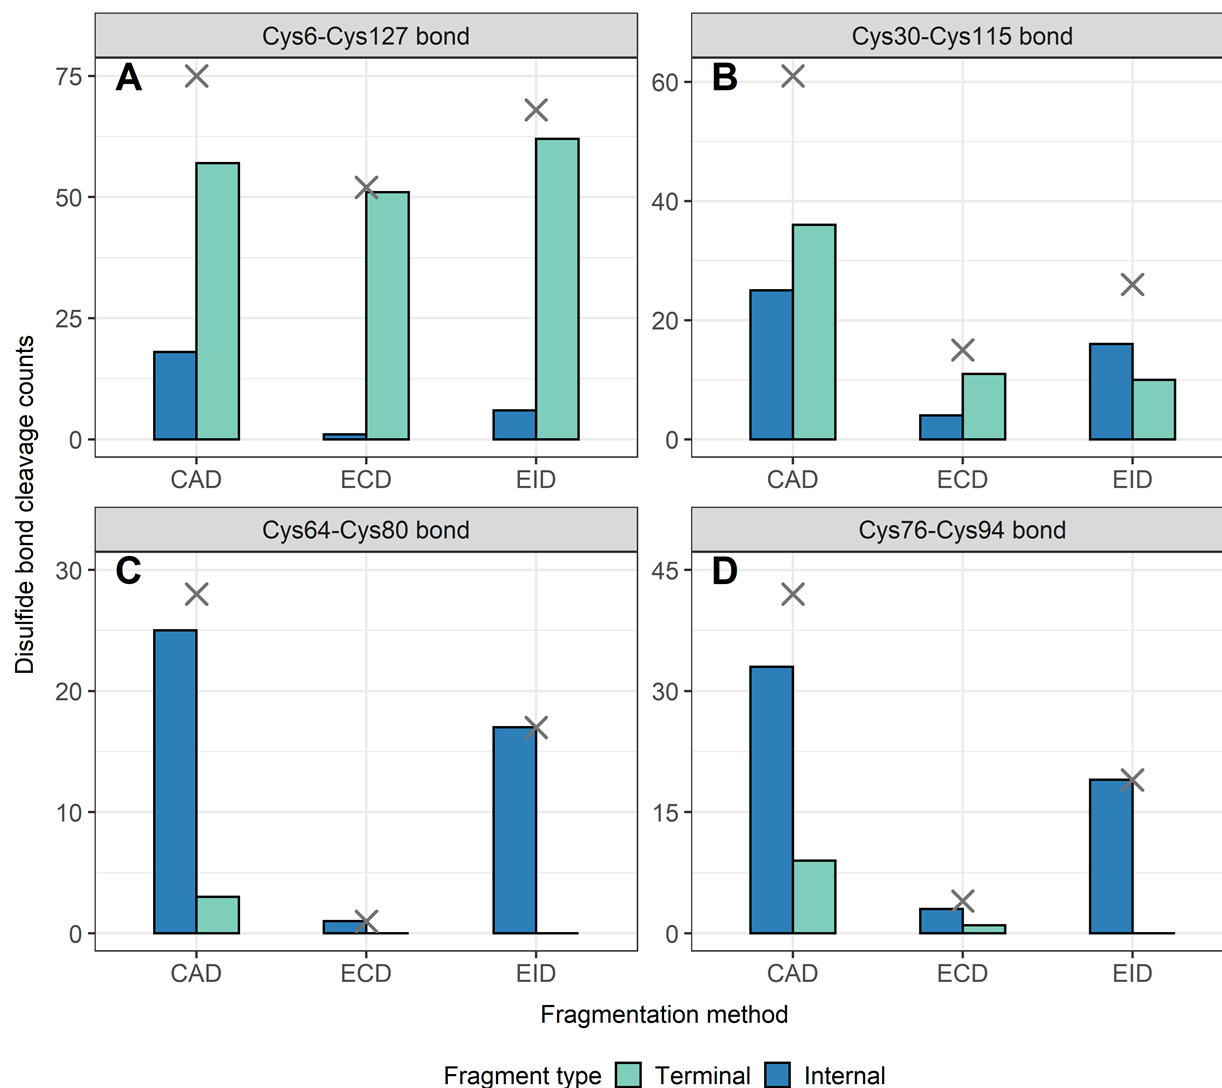 Cys6-Cys127 bond
Cys30-Cys115 bond
A
75
50
25
0
CAD ECD EID
B
60
40
20
0
CAD ECD EID
Disulfide bond cleavage counts
Cys64-Cys80 bond
Cys76-Cys94 bond
C
30
20
10
0
CAD ECD EID
D
45
30
15
0
CAD ECD EID
Fragmentation method
Fragment type Terminal Internal